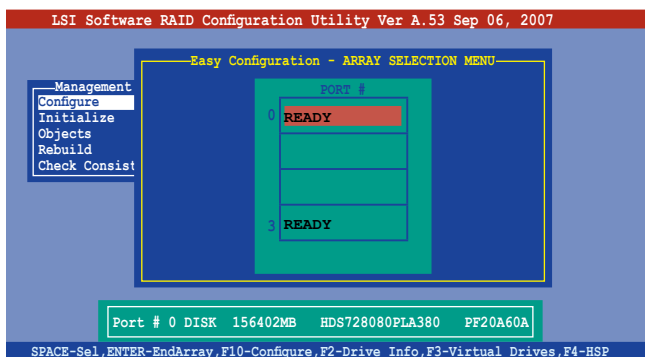 LSI Software RAID Configuration Utility Ver A.53 Sep 06, 2007
Easy Configuration - ARRAY SELECTION MENU
Management
Configure
Initialize
Objects
Rebuild
Check Consist
PORT #
0 READY
3 READY
Port # 0 DISK 156402MB HDS728080PLA380 PF20A60A
SPACE-Sel,ENTER-EndArray,F10-Configure,F2-Drive Info,F3-Virtual Drives,F4-HSP